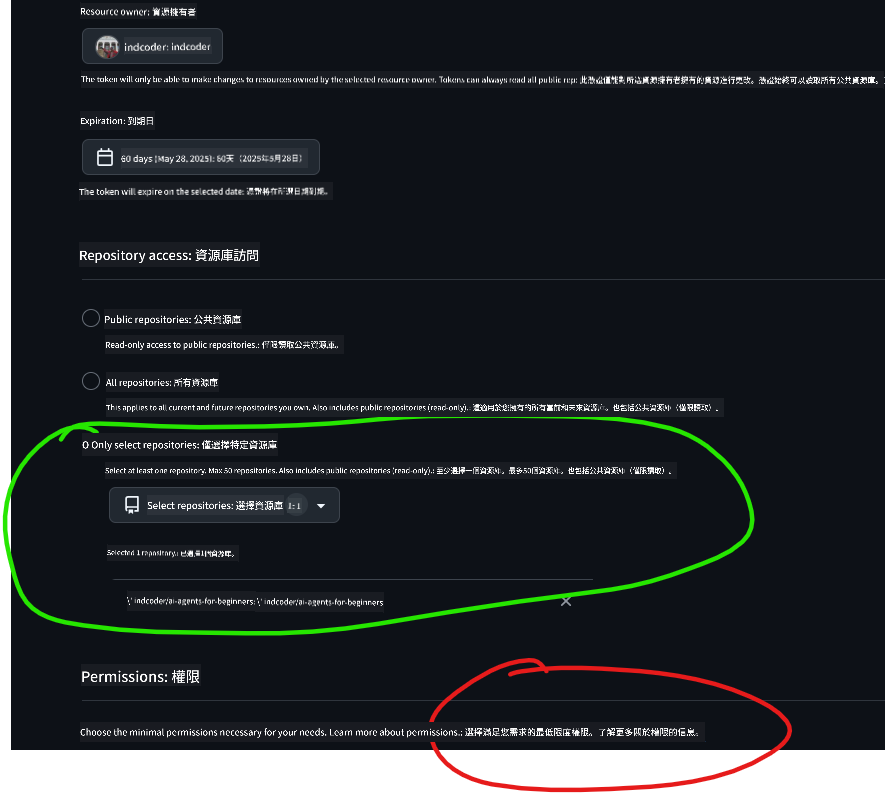 Resource owner: 資源擁有者
indcoder: indcoder
The token will only be able to make changes to resources owned by the selected resource owner. Tokens can always read all public rep: 此憑證僅能對所選資源擁有者擁有的資源進行更改。憑證始終可以讀取所有公共資源庫。
Expiration: 到期日
60 days (May 28, 2025): 60天（2025年5月28日）
The token will expire on the selected date: 憑證將在所選日期到期。
Repository access: 資源庫訪問
Public repositories: 公共資源庫
Read-only access to public repositories.: 僅限讀取公共資源庫。
All repositories: 所有資源庫
This applies to all current and future repositories you own. Also includes public repositories (read-only).: 這適用於您擁有的所有當前和未來資源庫。也包括公共資源庫（僅限讀取）。
O Only select repositories: 僅選擇特定資源庫
Select at least one repository. Max 50 repositories. Also includes public repositories (read-only).: 至少選擇一個資源庫。最多50個資源庫。也包括公共資源庫（僅限讀取）。
Select repositories: 選擇資源庫 1: 1
Selected 1 repository.: 已選擇1個資源庫。
\' indcoder/ai-agents-for-beginners: \' indcoder/ai-agents-for-beginners
Permissions: 權限
Choose the minimal permissions necessary for your needs. Learn more about permissions.: 選擇滿足您需求的最低限度權限。了解更多關於權限的信息。